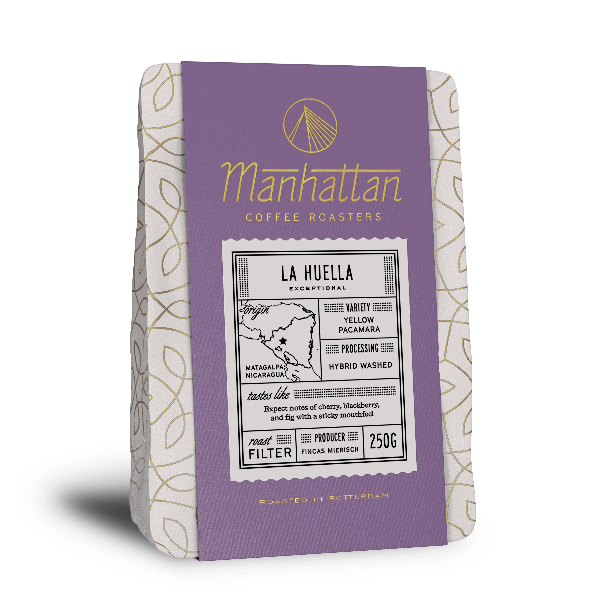 Manhattan
COFFEE ROASTERS
LA HUELLA
EXCEPTIONAL
origin
MATAGALPA,
NICARAGUA
VARIETY
YELLOW
PACAMARA
PROCESSING
HYBRID WASHED
tastes like
Expect notes of cherry, blackberry,
and fig with a sticky mouthfeel
roast
FILTER
PRODUCER
FINCAS MIERISCH
250G
ROASTED IN ROTTERDAM